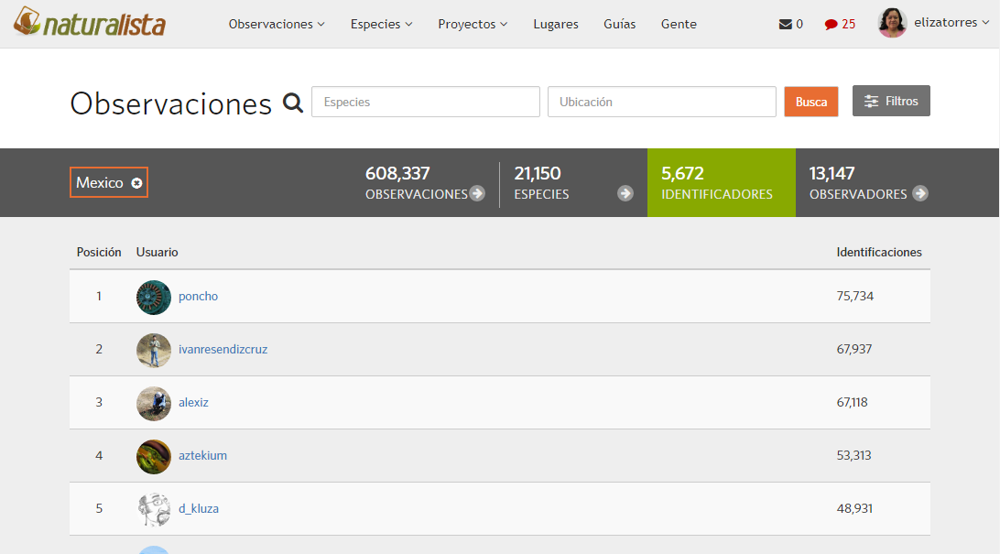 naturalista
Observaciones Especies Proyectos Lugares Guías Gente 0 25 elizatorres
Observaciones Especies Ubicación Busca Filtros
Mexico
608,337 21,150 5,672 13,147
OBSERVACIONES ESPECIES IDENTIFICADORES OBSERVADORES
Posición Usuario Identificaciones
1 poncho 75,734
2 ivanresendizcruz 67,937
3 alexiz 67,118
4 aztekium 53,313
5 d_kluza 48,931